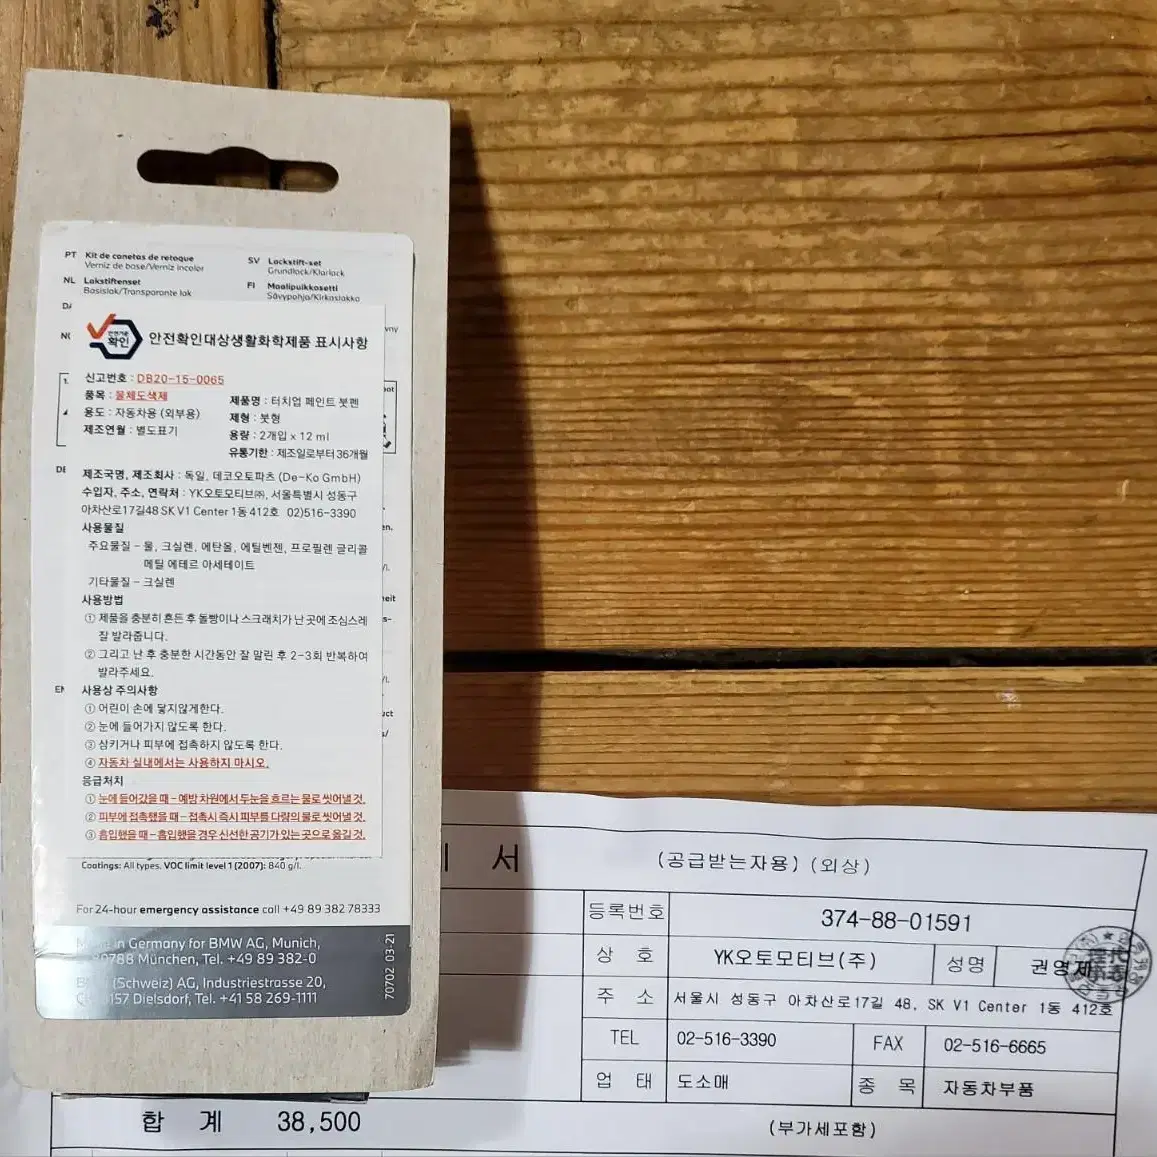 PT Kit de canetas de retoque
Verniz de base/Verniz incolor
SV Lackstift-set
Grundlack/Klarlack
NL Lakstiftenset
Basislak/Transparante lak
FI Maalipuikkosetti
Sävypohja/Kirkaslakka
안전기준
확인
안전확인대상생활화학제품 표시사항
신고번호 : DB20-15-0065
품목 : 물체도색제
제품명 : 터치업 페인트 붓펜
용도 : 자동차용 (외부용)
제형 : 붓형
제조연월 : 별도표기
용량 : 2개입 x 12 ml
유통기한 : 제조일로부터 36개월
DE
제조국명, 제조회사 : 독일, 데코오토파츠 (De-Ko GmbH)
수입자, 주소, 연락처 : YK오토모티브㈜, 서울특별시 성동구
아차산로17길48 SK V1 Center 1동 412호 02)516-3390
사용물질
주요물질 - 물, 크실렌, 에탄올, 에틸벤젠, 프로필렌 글리콜
메틸 에테르 아세테이트
기타물질 - 크실렌
사용방법
① 제품을 충분히 흔든 후 돌빵이나 스크래치가 난 곳에 조심스레
잘 발라줍니다.
② 그리고 난 후 충분한 시간동안 잘 말린 후 2-3회 반복하여
발라주세요.
EN
사용상 주의사항
① 어린이 손에 닿지않게한다.
② 눈에 들어가지 않도록 한다.
③ 삼키거나 피부에 접촉하지 않도록 한다.
④ 자동차 실내에서는 사용하지 마시오.
응급처치
① 눈에 들어갔을 때 - 예방 차원에서 두눈을 흐르는 물로 씻어낼 것.
② 피부에 접촉했을 때 - 접촉시 즉시 피부를 다량의 물로 씻어낼 것.
③ 흡입했을 때 - 흡입했을 경우 신선한 공기가 있는 곳으로 옮길 것.
Coatings: All types. VOC limit level 1 (2007): 840 g/l.
For 24-hour emergency assistance call +49 89 382 78333
in Germany for BMW AG, Munich,
80788 München, Tel. +49 89 382-0
(Schweiz) AG, Industriestrasse 20,
8157 Dielsdorf, Tel. +41 58 269-1111
70702 03-21
서
(공급받는자용) (외상)
등록번호 374-88-01591
상 호 YK오토모티브(주) 성명 권영제
주 소 서울시 성동구 아차산로17길 48, SK V1 Center 1동 412호
TEL 02-516-3390 FAX 02-516-6665
업 태 도소매 종 목 자동차부품
합 계 38,500
(부가세포함)